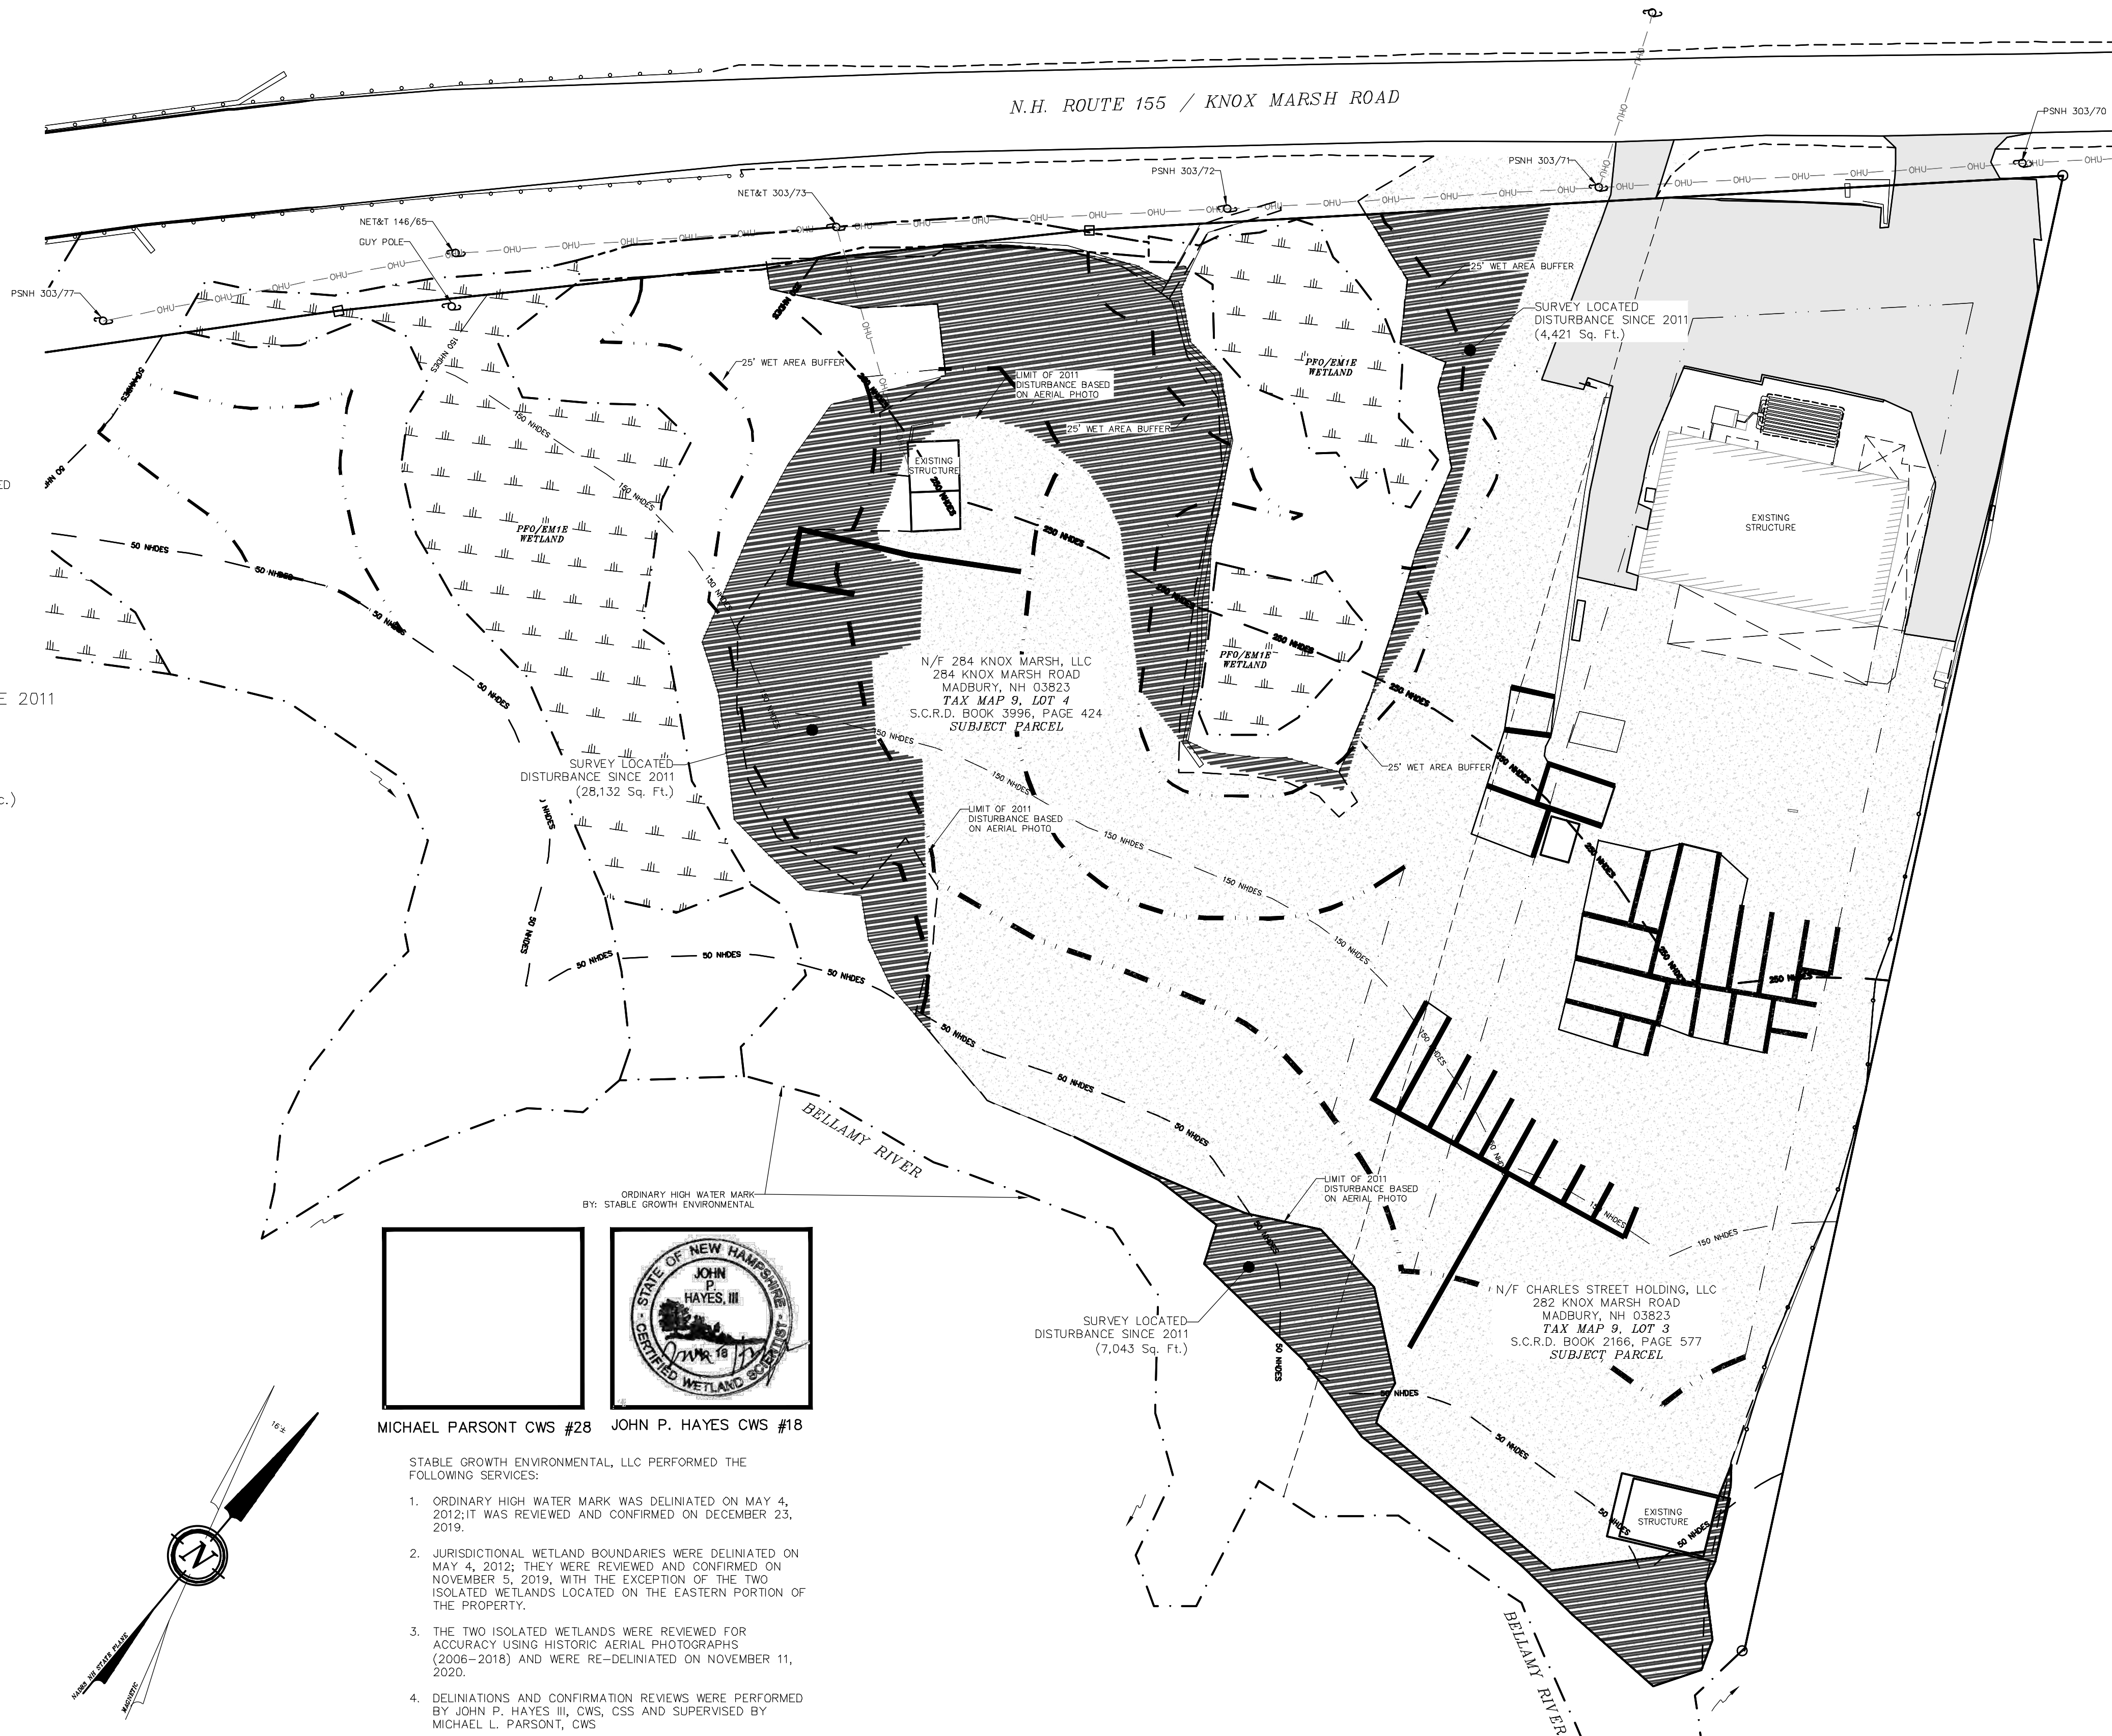 N.H. ROUTE 155 / KNOX MARSH ROAD
PSNH 303/70
PSNH 303/71
PSNH 303/72
NET&T 303/73
NET&T 146/65
GUY POLE
PSNH 303/77
OHU
25' WET AREA BUFFER
SURVEY LOCATED
DISTURBANCE SINCE 2011
(4,421 Sq. Ft.)
PFO/EM1E
WETLAND
25' WET AREA BUFFER
LIMIT OF 2011
DISTURBANCE BASED
ON AERIAL PHOTO
25' WET AREA BUFFER
EXISTING
STRUCTURE
EXISTING
STRUCTURE
250 NHDES
150 NHDES
50 NHDES
ED
PFO/EM1E
WETLAND
PFO/EM1E
WETLAND
N/F 284 KNOX MARSH, LLC
284 KNOX MARSH ROAD
MADBURY, NH 03823
TAX MAP 9, LOT 4
S.C.R.D. BOOK 3996, PAGE 424
SUBJECT PARCEL
E 2011
c.)
SURVEY LOCATED
DISTURBANCE SINCE 2011
(28,132 Sq. Ft.)
25' WET AREA BUFFER
LIMIT OF 2011
DISTURBANCE BASED
ON AERIAL PHOTO
BELLAMY RIVER
ORDINARY HIGH WATER MARK
BY: STABLE GROWTH ENVIRONMENTAL
LIMIT OF 2011
DISTURBANCE BASED
ON AERIAL PHOTO
SURVEY LOCATED
DISTURBANCE SINCE 2011
(7,043 Sq. Ft.)
N/F CHARLES STREET HOLDING, LLC
282 KNOX MARSH ROAD
MADBURY, NH 03823
TAX MAP 9, LOT 3
S.C.R.D. BOOK 2166, PAGE 577
SUBJECT PARCEL
EXISTING
STRUCTURE
BELLAMY RIVER
STATE OF NEW HAMPSHIRE
JOHN
P.
HAYES, III
No. 18
CERTIFIED WETLAND SCIENTIST
MICHAEL PARSONT CWS #28
JOHN P. HAYES CWS #18
16°±
N
NAD83 NH STATE PLANE
MAGNETIC
STABLE GROWTH ENVIRONMENTAL, LLC PERFORMED THE
FOLLOWING SERVICES:
1. ORDINARY HIGH WATER MARK WAS DELINIATED ON MAY 4,
2012;IT WAS REVIEWED AND CONFIRMED ON DECEMBER 23,
2019.
2. JURISDICTIONAL WETLAND BOUNDARIES WERE DELINIATED ON
MAY 4, 2012; THEY WERE REVIEWED AND CONFIRMED ON
NOVEMBER 5, 2019, WITH THE EXCEPTION OF THE TWO
ISOLATED WETLANDS LOCATED ON THE EASTERN PORTION OF
THE PROPERTY.
3. THE TWO ISOLATED WETLANDS WERE REVIEWED FOR
ACCURACY USING HISTORIC AERIAL PHOTOGRAPHS
(2006-2018) AND WERE RE-DELINIATED ON NOVEMBER 11,
2020.
4. DELINIATIONS AND CONFIRMATION REVIEWS WERE PERFORMED
BY JOHN P. HAYES III, CWS, CSS AND SUPERVISED BY
MICHAEL L. PARSONT, CWS